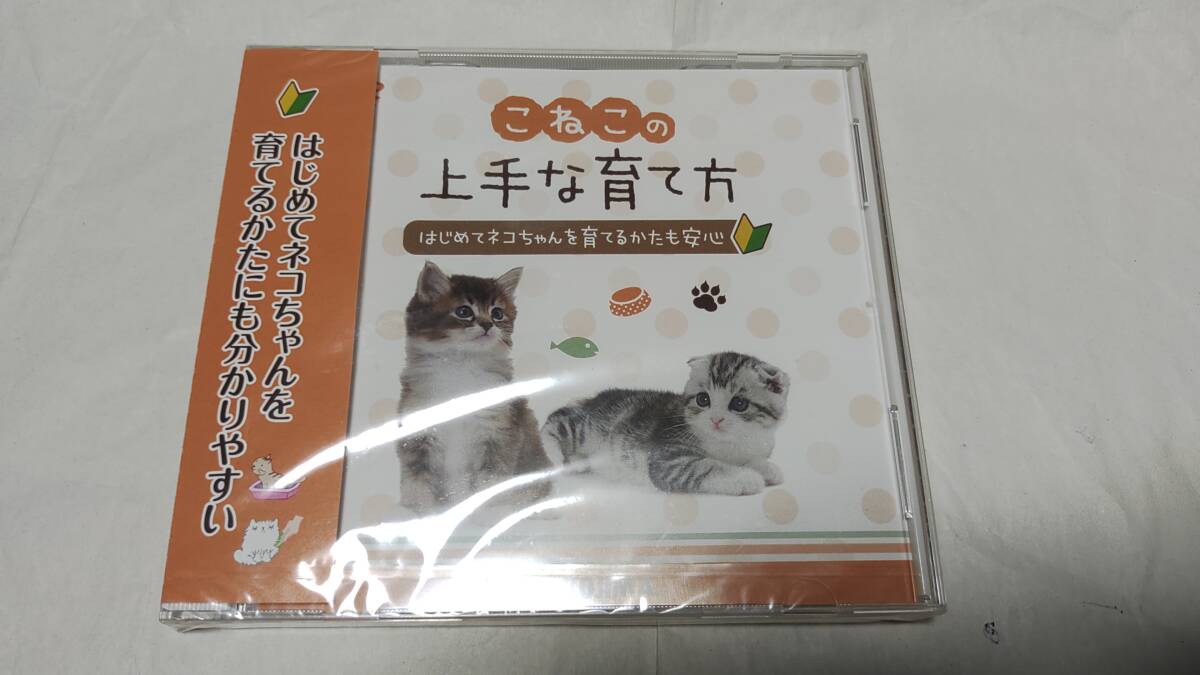 はじめてネコちゃんを
育てるかたにも分かりやすい
こねこの
上手な育て方
はじめてネコちゃんを育てるかたも安心